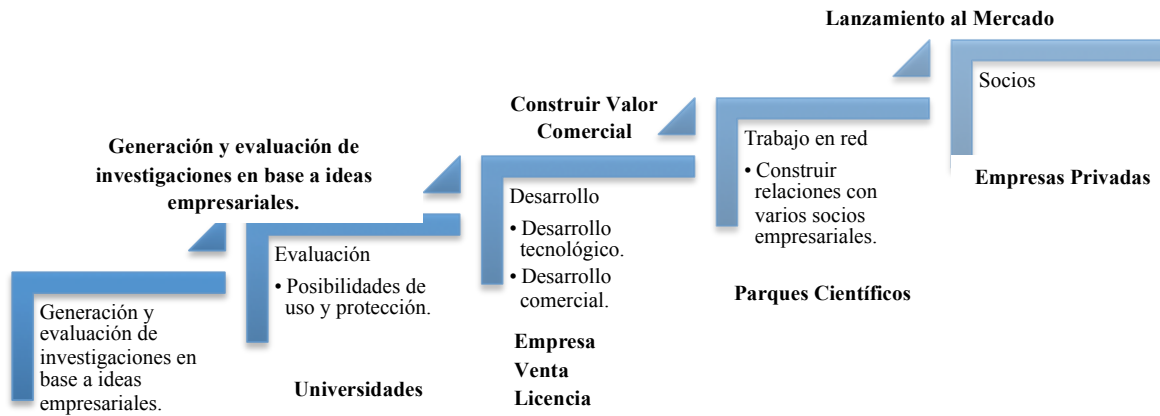 Lanzamiento al Mercado
Socios
Empresas Privadas
Construir Valor
Comercial
Trabajo en red
• Construir
relaciones con
varios socios
empresariales.
Parques Científicos
Generación y evaluación de
investigaciones en base a ideas
empresariales.
Desarrollo
• Desarrollo
tecnológico.
• Desarrollo
comercial.
Empresa
Venta
Licencia
Evaluación
• Posibilidades de
uso y protección.
Universidades
Generación y
evaluación de
investigaciones en
base a ideas
empresariales.